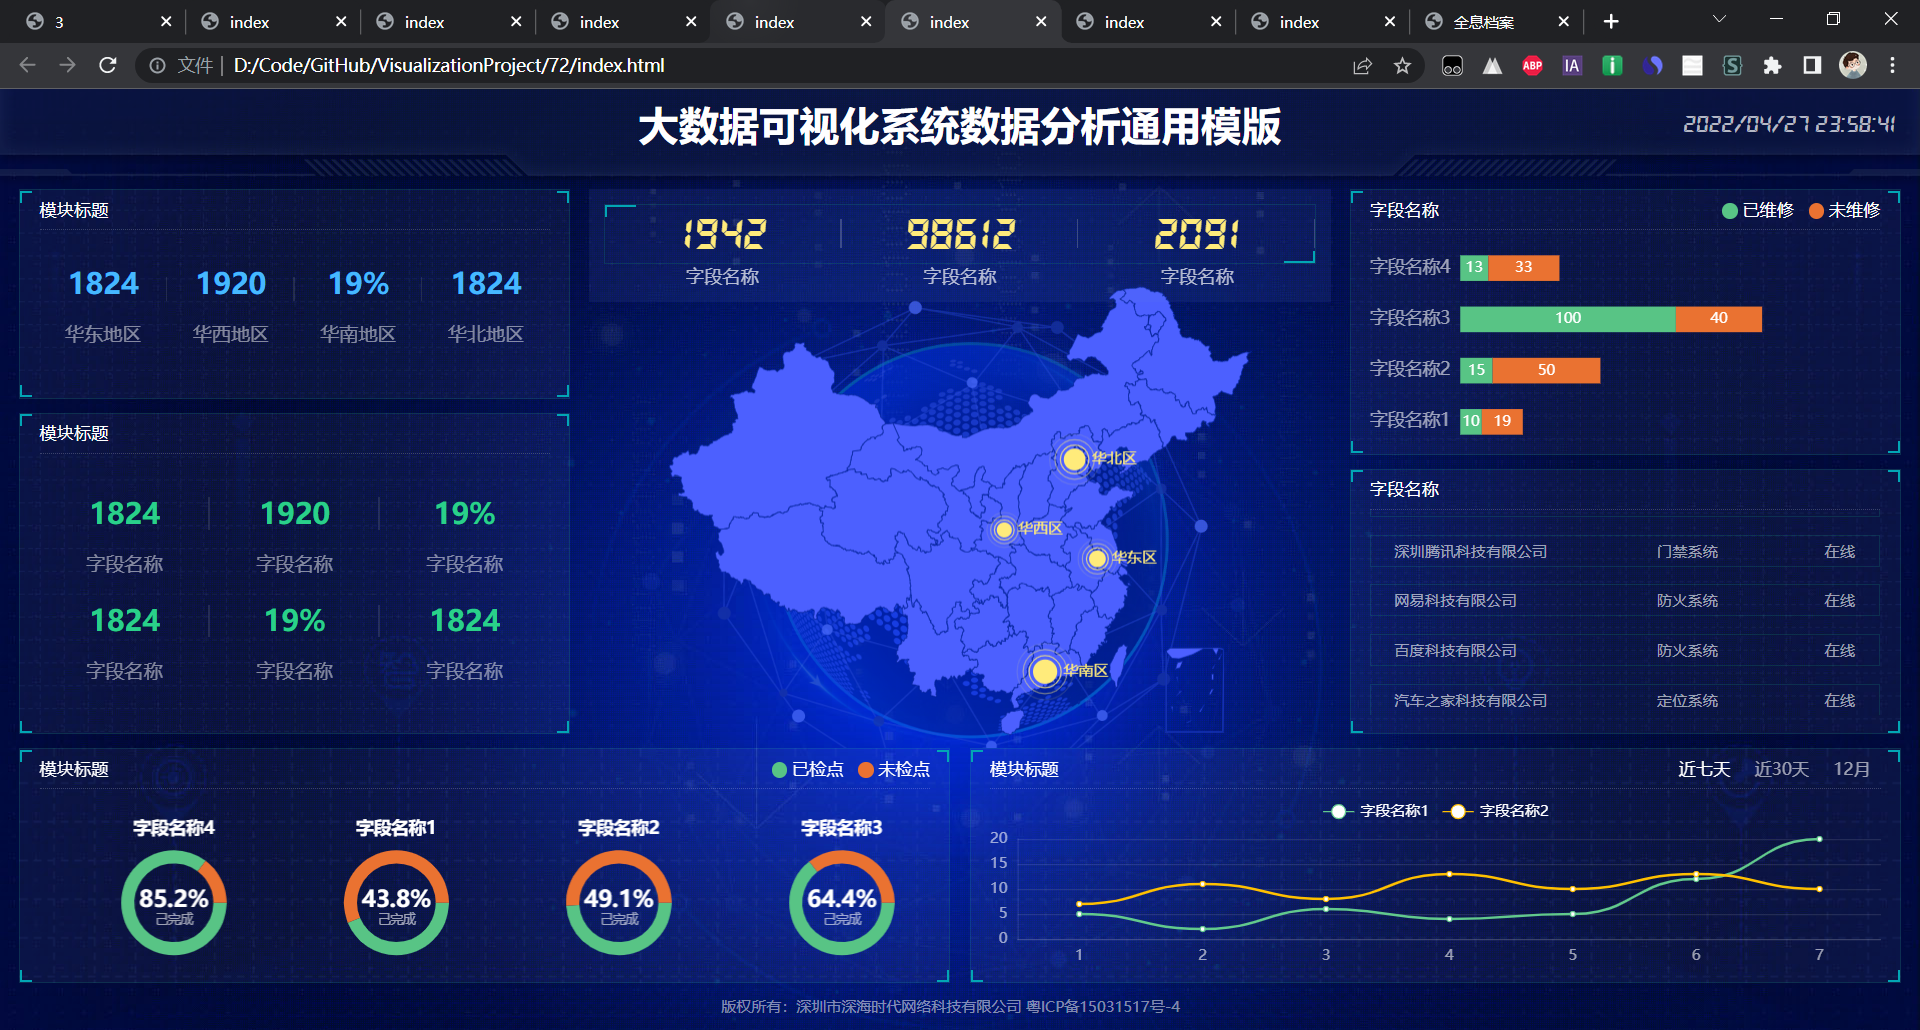 3
index
index
index
index
index
index
index
全息档案
文件 | D:/Code/GitHub/VisualizationProject/72/index.html
ABP
IA
大数据可视化系统数据分析通用模版
2022/04/27 23:58:41
模块标题
1824
1920
19%
1824
华东地区
华西地区
华南地区
华北地区
模块标题
1824
1920
19%
字段名称
字段名称
字段名称
1824
19%
1824
字段名称
字段名称
字段名称
1942
98612
2091
字段名称
字段名称
字段名称
华北区
华西区
华东区
华南区
字段名称
已维修
未维修
字段名称4 13 33
字段名称3 100 40
字段名称2 15 50
字段名称1 10 19
字段名称
深圳腾讯科技有限公司 门禁系统 在线
网易科技有限公司 防火系统 在线
百度科技有限公司 防火系统 在线
汽车之家科技有限公司 定位系统 在线
模块标题
已检点
未检点
字段名称4
字段名称1
字段名称2
字段名称3
85.2%
己完成
43.8%
己完成
49.1%
己完成
64.4%
己完成
模块标题
近七天
近30天
12月
字段名称1
字段名称2
20
15
10
5
0
1 2 3 4 5 6 7
版权所有：深圳市深海时代网络科技有限公司 粤ICP备15031517号-4